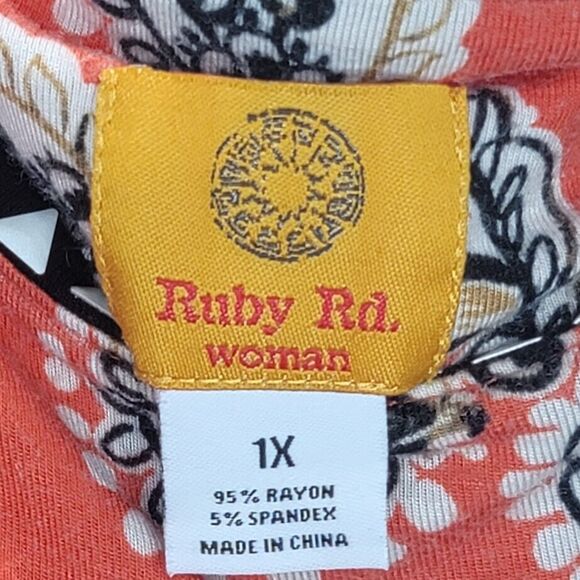 Ruby Rd.
woman
1X
95% RAYON
5% SPANDEX
MADE IN CHINA